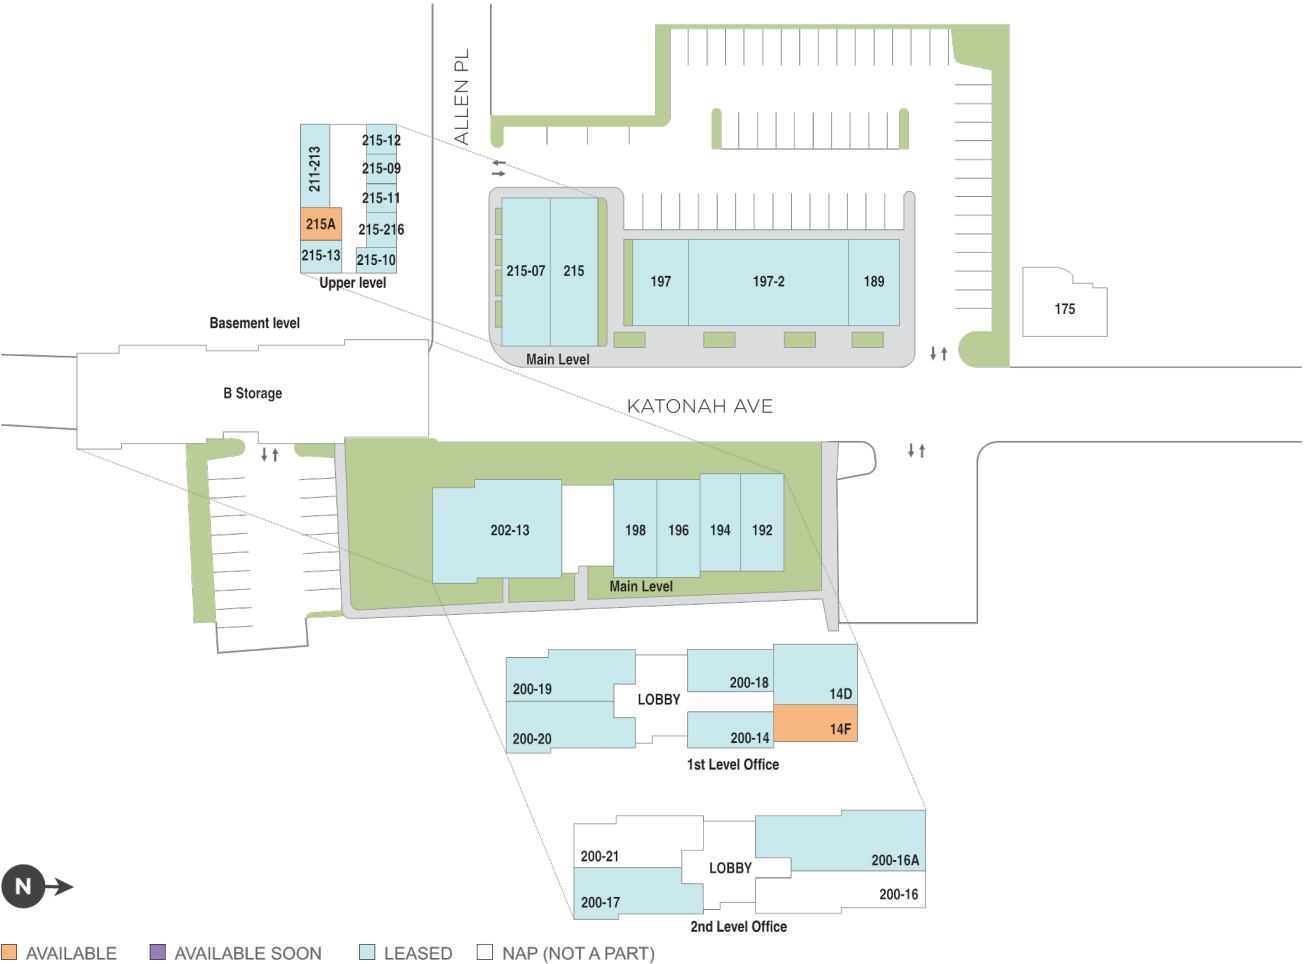 ALLEN PL
215-12
211-213
215-09
215-11
215A
215-216
215-13
215-10
Upper level
215-07
215
197
197-2
189
175
Main Level
Basement level
B Storage
KATONAH AVE
202-13
198
196
194
192
Main Level
200-19
LOBBY
200-18
14D
200-20
200-14
14F
1st Level Office
200-21
LOBBY
200-16A
200-17
200-16
2nd Level Office
N
AVAILABLE
AVAILABLE SOON
LEASED
NAP (NOT A PART)